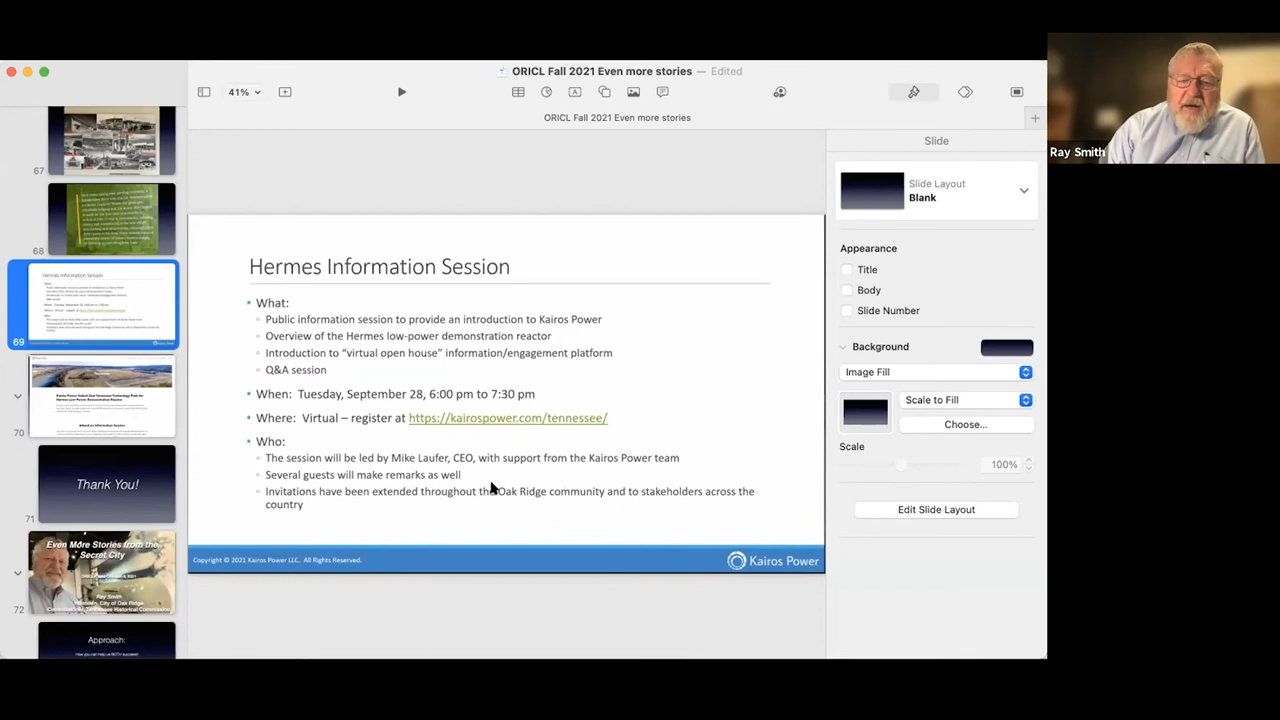 ORICL Fall 2021 Even more stories — Edited
41%
ORICL Fall 2021 Even more stories
Ray Smith
67
68
Hermes Information Session
69
70
Thank You!
71
Even More Stories from the
Secret City
Ray Smith
72
Approach:
Hermes Information Session
What:
Public information session to provide an introduction to Kairos Power
Overview of the Hermes low-power demonstration reactor
Introduction to “virtual open house” information/engagement platform
Q&A session
When: Tuesday, September 28, 6:00 pm to 7:30 pm
Where: Virtual – register at https://kairospower.com/tennessee/
Who:
The session will be led by Mike Laufer, CEO, with support from the Kairos Power team
Several guests will make remarks as well
Invitations have been extended throughout the Oak Ridge community and to stakeholders across the
country
Copyright © 2021 Kairos Power LLC. All Rights Reserved.
Kairos Power
Slide
Slide Layout
Blank
Appearance
Title
Body
Slide Number
Background
Image Fill
Scale to Fill
Choose...
Scale
100%
Edit Slide Layout